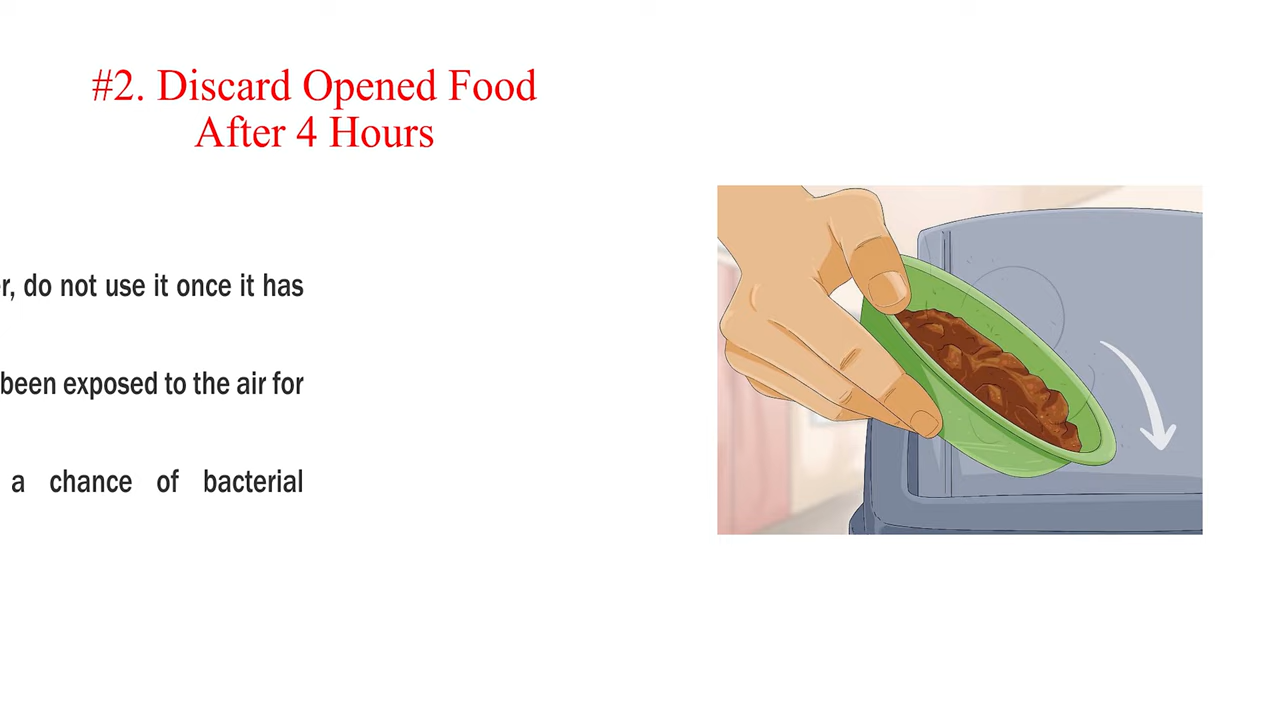 #2. Discard Opened Food
After 4 Hours
do not use it once it has
been exposed to the air for
a chance of bacterial